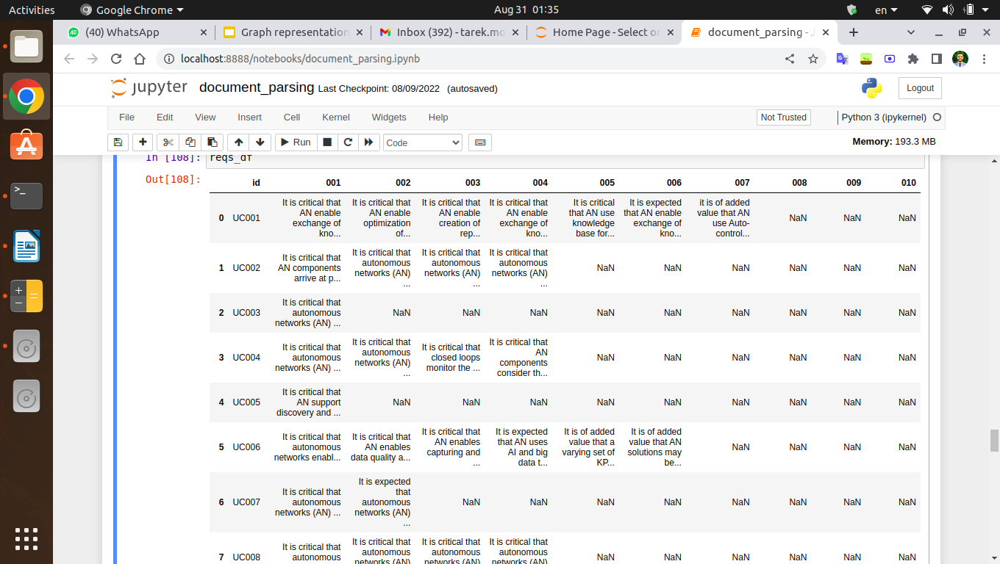 Activities Google Chrome Aug 31 01:35 en
(40) WhatsApp Graph representation Inbox (392) - tarek.mo Home Page - Select or document_parsing - J
localhost:8888/notebooks/document_parsing.ipynb
jupyter document_parsing Last Checkpoint: 08/09/2022 (autosaved) Logout
File Edit View Insert Cell Kernel Widgets Help Not Trusted Python 3 (ipykernel)
Run Code Memory: 193.3 MB
In [108]: reqs_df
Out[108]:
id 001 002 003 004 005 006 007 008 009 010
0 UC001 It is critical that AN enable exchange of kno... It is critical that AN enable optimization of... It is critical that AN enable creation of rep... It is critical that AN enable exchange of kno... It is critical that AN use knowledge base for... It is expected that AN enable exchange of kno... it is of added value that AN use Auto-control... NaN NaN NaN
1 UC002 It is critical that AN components arrive at p... It is critical that autonomous networks (AN) ... It is critical that autonomous networks (AN) ... It is critical that autonomous networks (AN) ... NaN NaN NaN NaN NaN NaN
2 UC003 It is critical that autonomous networks (AN) ... NaN NaN NaN NaN NaN NaN NaN NaN NaN
3 UC004 It is critical that autonomous networks (AN) ... It is critical that autonomous networks (AN) ... It is critical that closed loops monitor the ... It is critical that AN components consider th... NaN NaN NaN NaN NaN NaN
4 UC005 It is critical that AN support discovery and ... NaN NaN NaN NaN NaN NaN NaN NaN NaN
5 UC006 It is critical that autonomous networks enabl... It is critical that AN enables data quality a... It is critical that AN enables capturing and ... It is expected that AN uses AI and big data t... It is of added value that a varying set of KP... It is of added value that AN solutions may be... NaN NaN NaN NaN
6 UC007 It is critical that autonomous networks (AN) ... It is expected that autonomous networks (AN) ... NaN NaN NaN NaN NaN NaN NaN NaN
7 UC008 It is critical that autonomous It is critical that autonomous networks (AN) It is critical that autonomous networks (AN) It is critical that autonomous networks (AN) NaN NaN NaN NaN NaN NaN